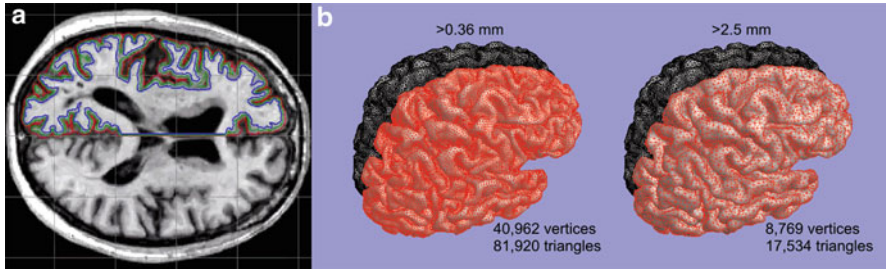 a
b
>0.36 mm
40,962 vertices
81,920 triangles
>2.5 mm
8,769 vertices
17,534 triangles